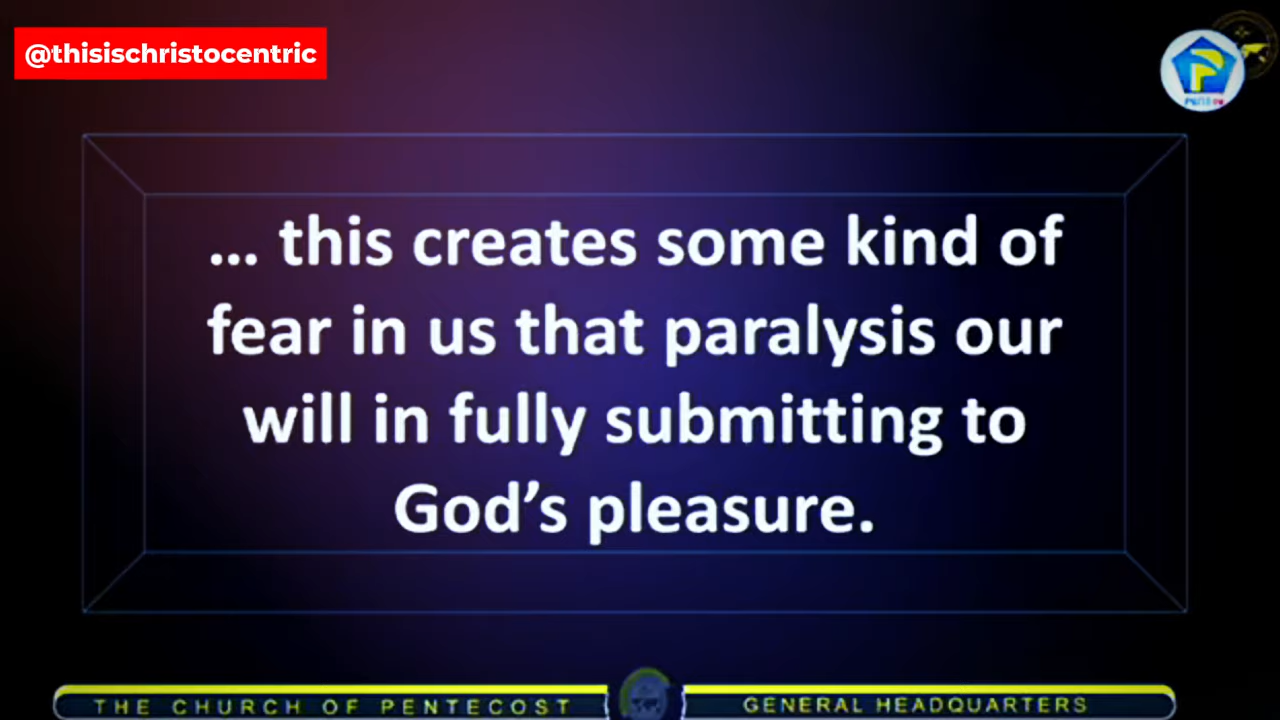 @thisischristocentric
... this creates some kind of
fear in us that paralysis our
will in fully submitting to
God's pleasure.
THE CHURCH OF PENTECOST GENERAL HEADQUARTERS